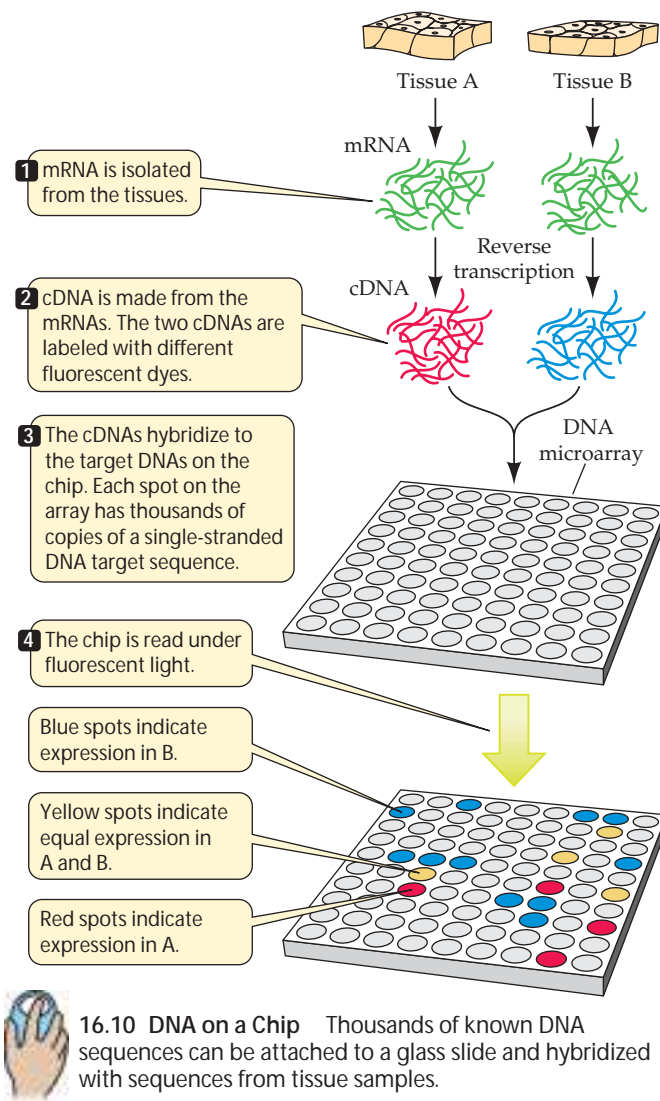 Tissue A
Tissue B
mRNA
1 mRNA is isolated
from the tissues.
Reverse
transcription
cDNA
2 cDNA is made from the
mRNAs. The two cDNAs are
labeled with different
fluorescent dyes.
3 The cDNAs hybridize to
the target DNAs on the
chip. Each spot on the
array has thousands of
copies of a single-stranded
DNA target sequence.
DNA
microarray
4 The chip is read under
fluorescent light.
Blue spots indicate
expression in B.
Yellow spots indicate
equal expression in
A and B.
Red spots indicate
expression in A.
16.10 DNA on a Chip Thousands of known DNA
sequences can be attached to a glass slide and hybridized
with sequences from tissue samples.